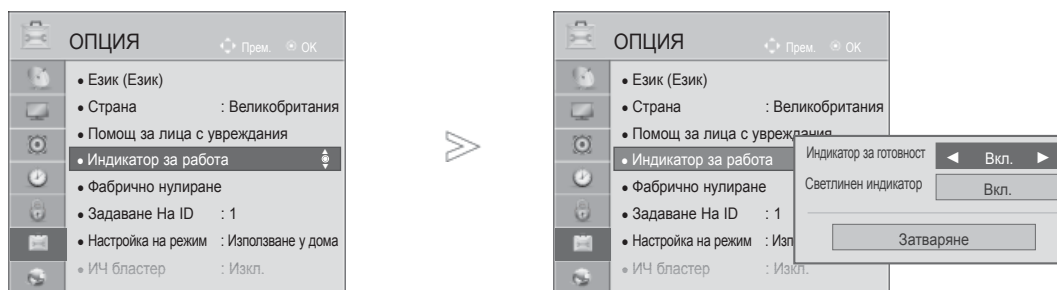 ОПЦИЯ Прем. ОК
• Език (Език)
• Страна : Великобритания
• Помощ за лица с увреждания
• Индикатор за работа
• Фабрично нулиране
• Задаване На ID : 1
• Настройка на режим : Използване у дома
• ИЧ бластер : Изкл.
ОПЦИЯ Прем. ОК
• Език (Език)
• Страна : Великобритания
• Помощ за лица с увреждания
• Индикатор за работа
• Фабрично нулиране
• Задаване На ID : 1
• Настройка на режим : Изп
• ИЧ бластер : Изкл.
Индикатор за готовност ◄ Вкл. ►
Светлинен индикатор Вкл.
Затваряне